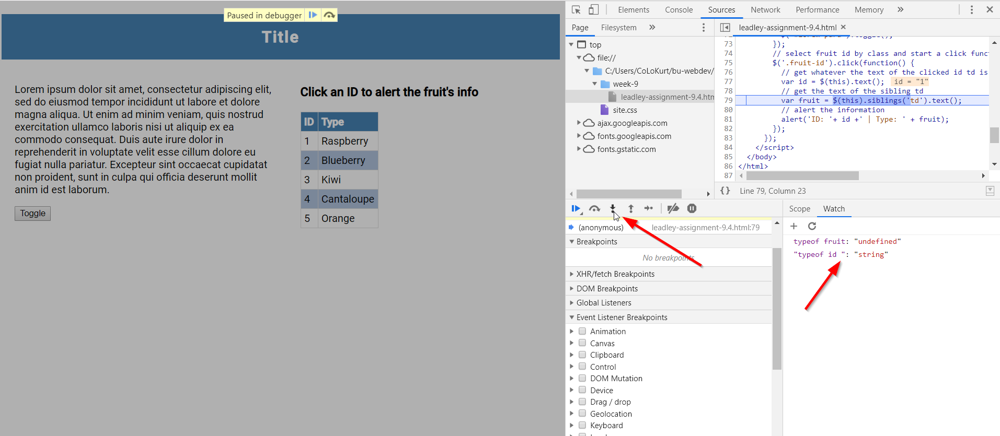 Paused in debugger
Title
Lorem ipsum dolor sit amet, consectetur adipiscing elit,
sed do eiusmod tempor incididunt ut labore et dolore
magna aliqua. Ut enim ad minim veniam, quis nostrud
exercitation ullamco laboris nisi ut aliquip ex ea
commodo consequat. Duis aute irure dolor in
reprehenderit in voluptate velit esse cillum dolore eu
fugiat nulla pariatur. Excepteur sint occaecat cupidatat
non proident, sunt in culpa qui officia deserunt mollit
anim id est laborum.
Toggle
Click an ID to alert the fruit's info
ID Type
1 Raspberry
2 Blueberry
3 Kiwi
4 Cantaloupe
5 Orange
Elements Console Sources Network Performance Memory »
Page Filesystem »
top
file://
C:/Users/CoLoKurt/bu-webdev/
week-9
leadley-assignment-9.4.htm
site.css
ajax.googleapis.com
fonts.googleapis.com
fonts.gstatic.com
leadley-assignment-9.4.html ×
73 });
74 // select fruit id by class and start a click func
75 $('.fruit-id').click(function() {
76 // get whatever the text of the clicked id td is
77 var id = $(this).text(); id = "1"
78 // get the text of the sibling td
79 var fruit = $(this).siblings('td').text();
80 // alert the information
81 alert('ID: '+ id +' | Type: ' + fruit);
82 });
83 });
84 </script>
85 </body>
86 </html>
87
{} Line 79, Column 23
(anonymous) leadley-assignment-9.4.html:79
Breakpoints
No breakpoints
XHR/fetch Breakpoints
DOM Breakpoints
Global Listeners
Event Listener Breakpoints
Animation
Canvas
Clipboard
Control
DOM Mutation
Device
Drag / drop
Geolocation
Keyboard
Scope Watch
typeof fruit: "undefined"
"typeof id ": "string"